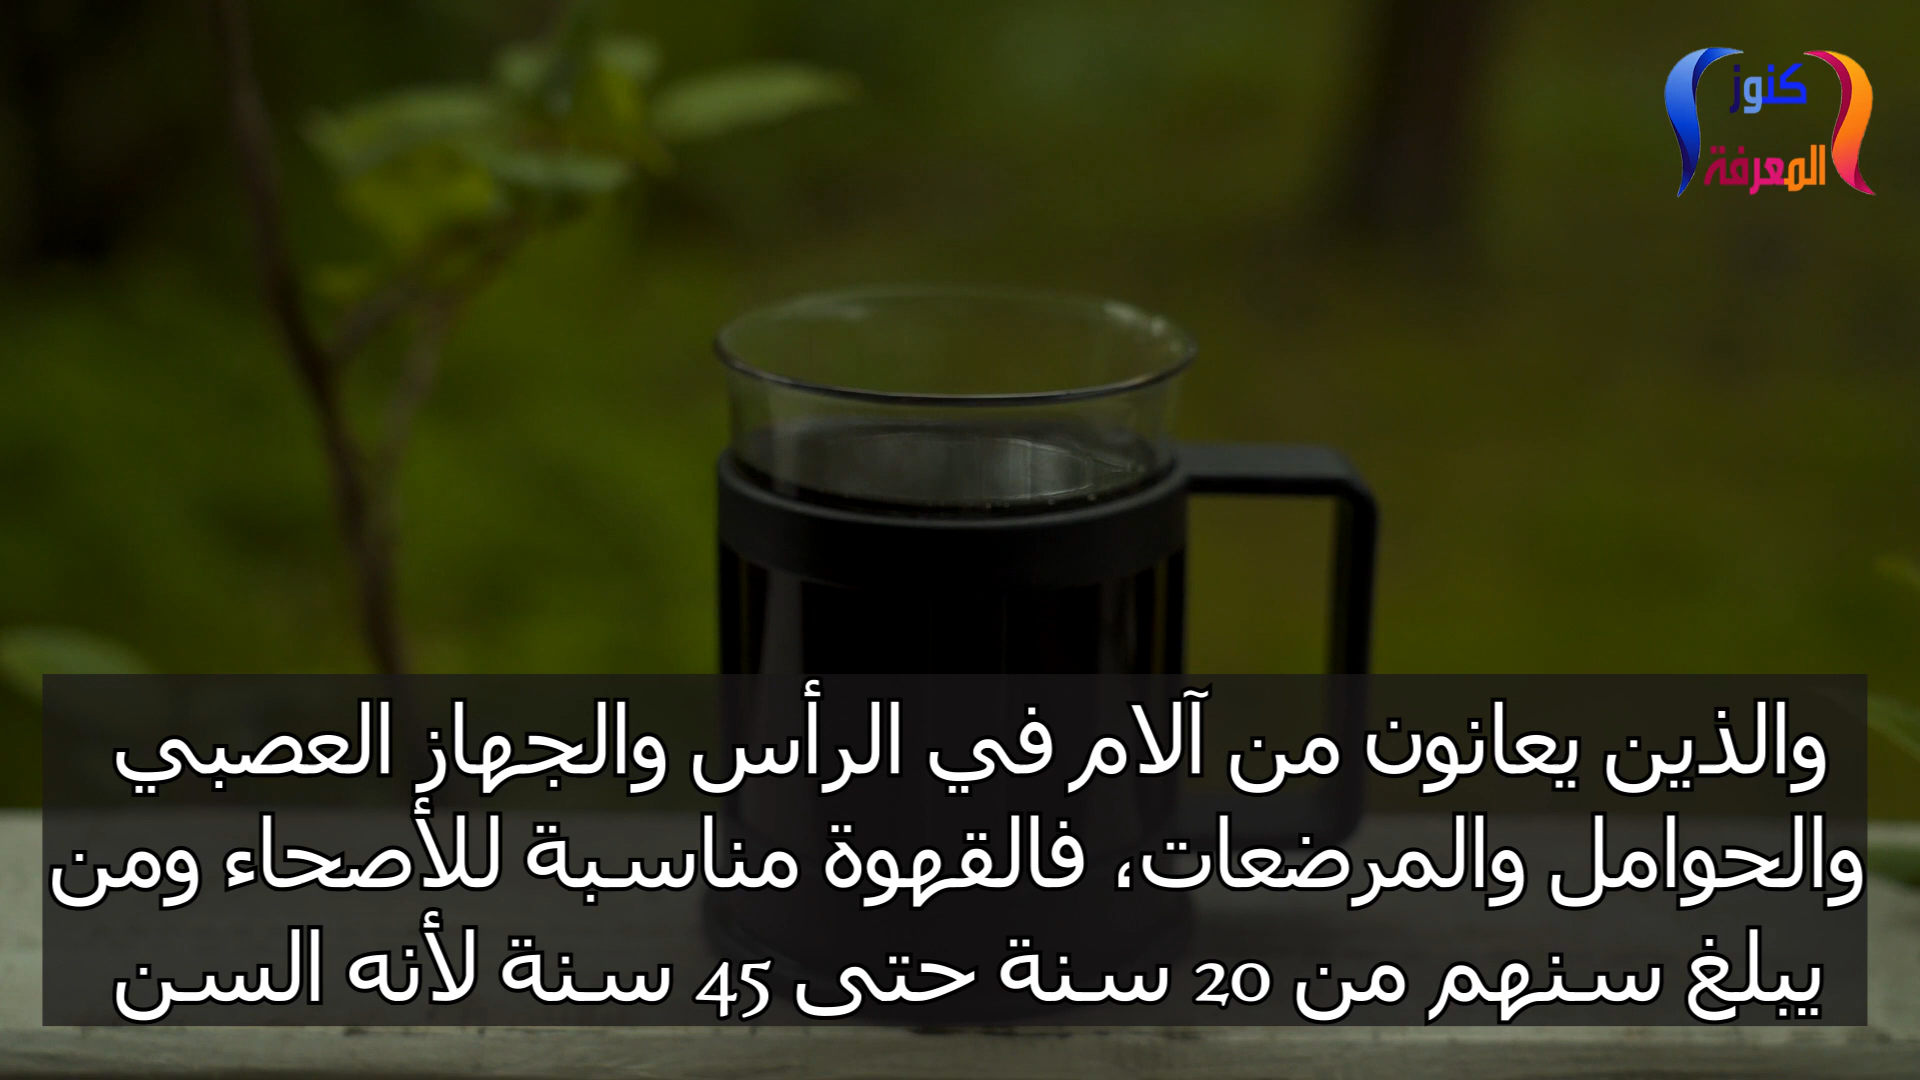 كنوز
المعرفة
والذين يعانون من آلام في الرأس والجهاز العصبي
والحوامل والمرضعات، فالقهوة مناسبة للأصحاء ومن
يبلغ سنهم من 20 سنة حتى 45 سنة لأنه السن